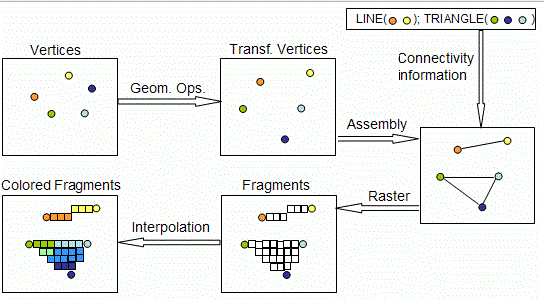 LINE( ); TRIANGLE( )
Vertices
Transf. Vertices
Connectivity
information
Geom. Ops.
Assembly
Colored Fragments
Fragments
Raster
Interpolation